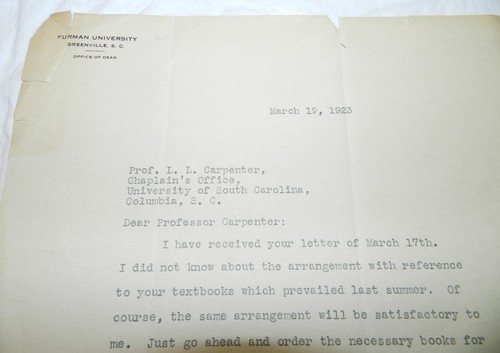 FURMAN UNIVERSITY
GREENVILLE, S. C.
OFFICE OF DEAN
March 19, 1923
Prof. L. L. Carpenter,
Chaplain's Office,
University of South Carolina,
Columbia, S. C.
Dear Professor Carpenter:
I have received your letter of March 17th.
I did not know about the arrangement with reference
to your textbooks which prevailed last summer. Of
course, the same arrangement will be satisfactory to
me. Just go ahead and order the necessary books for